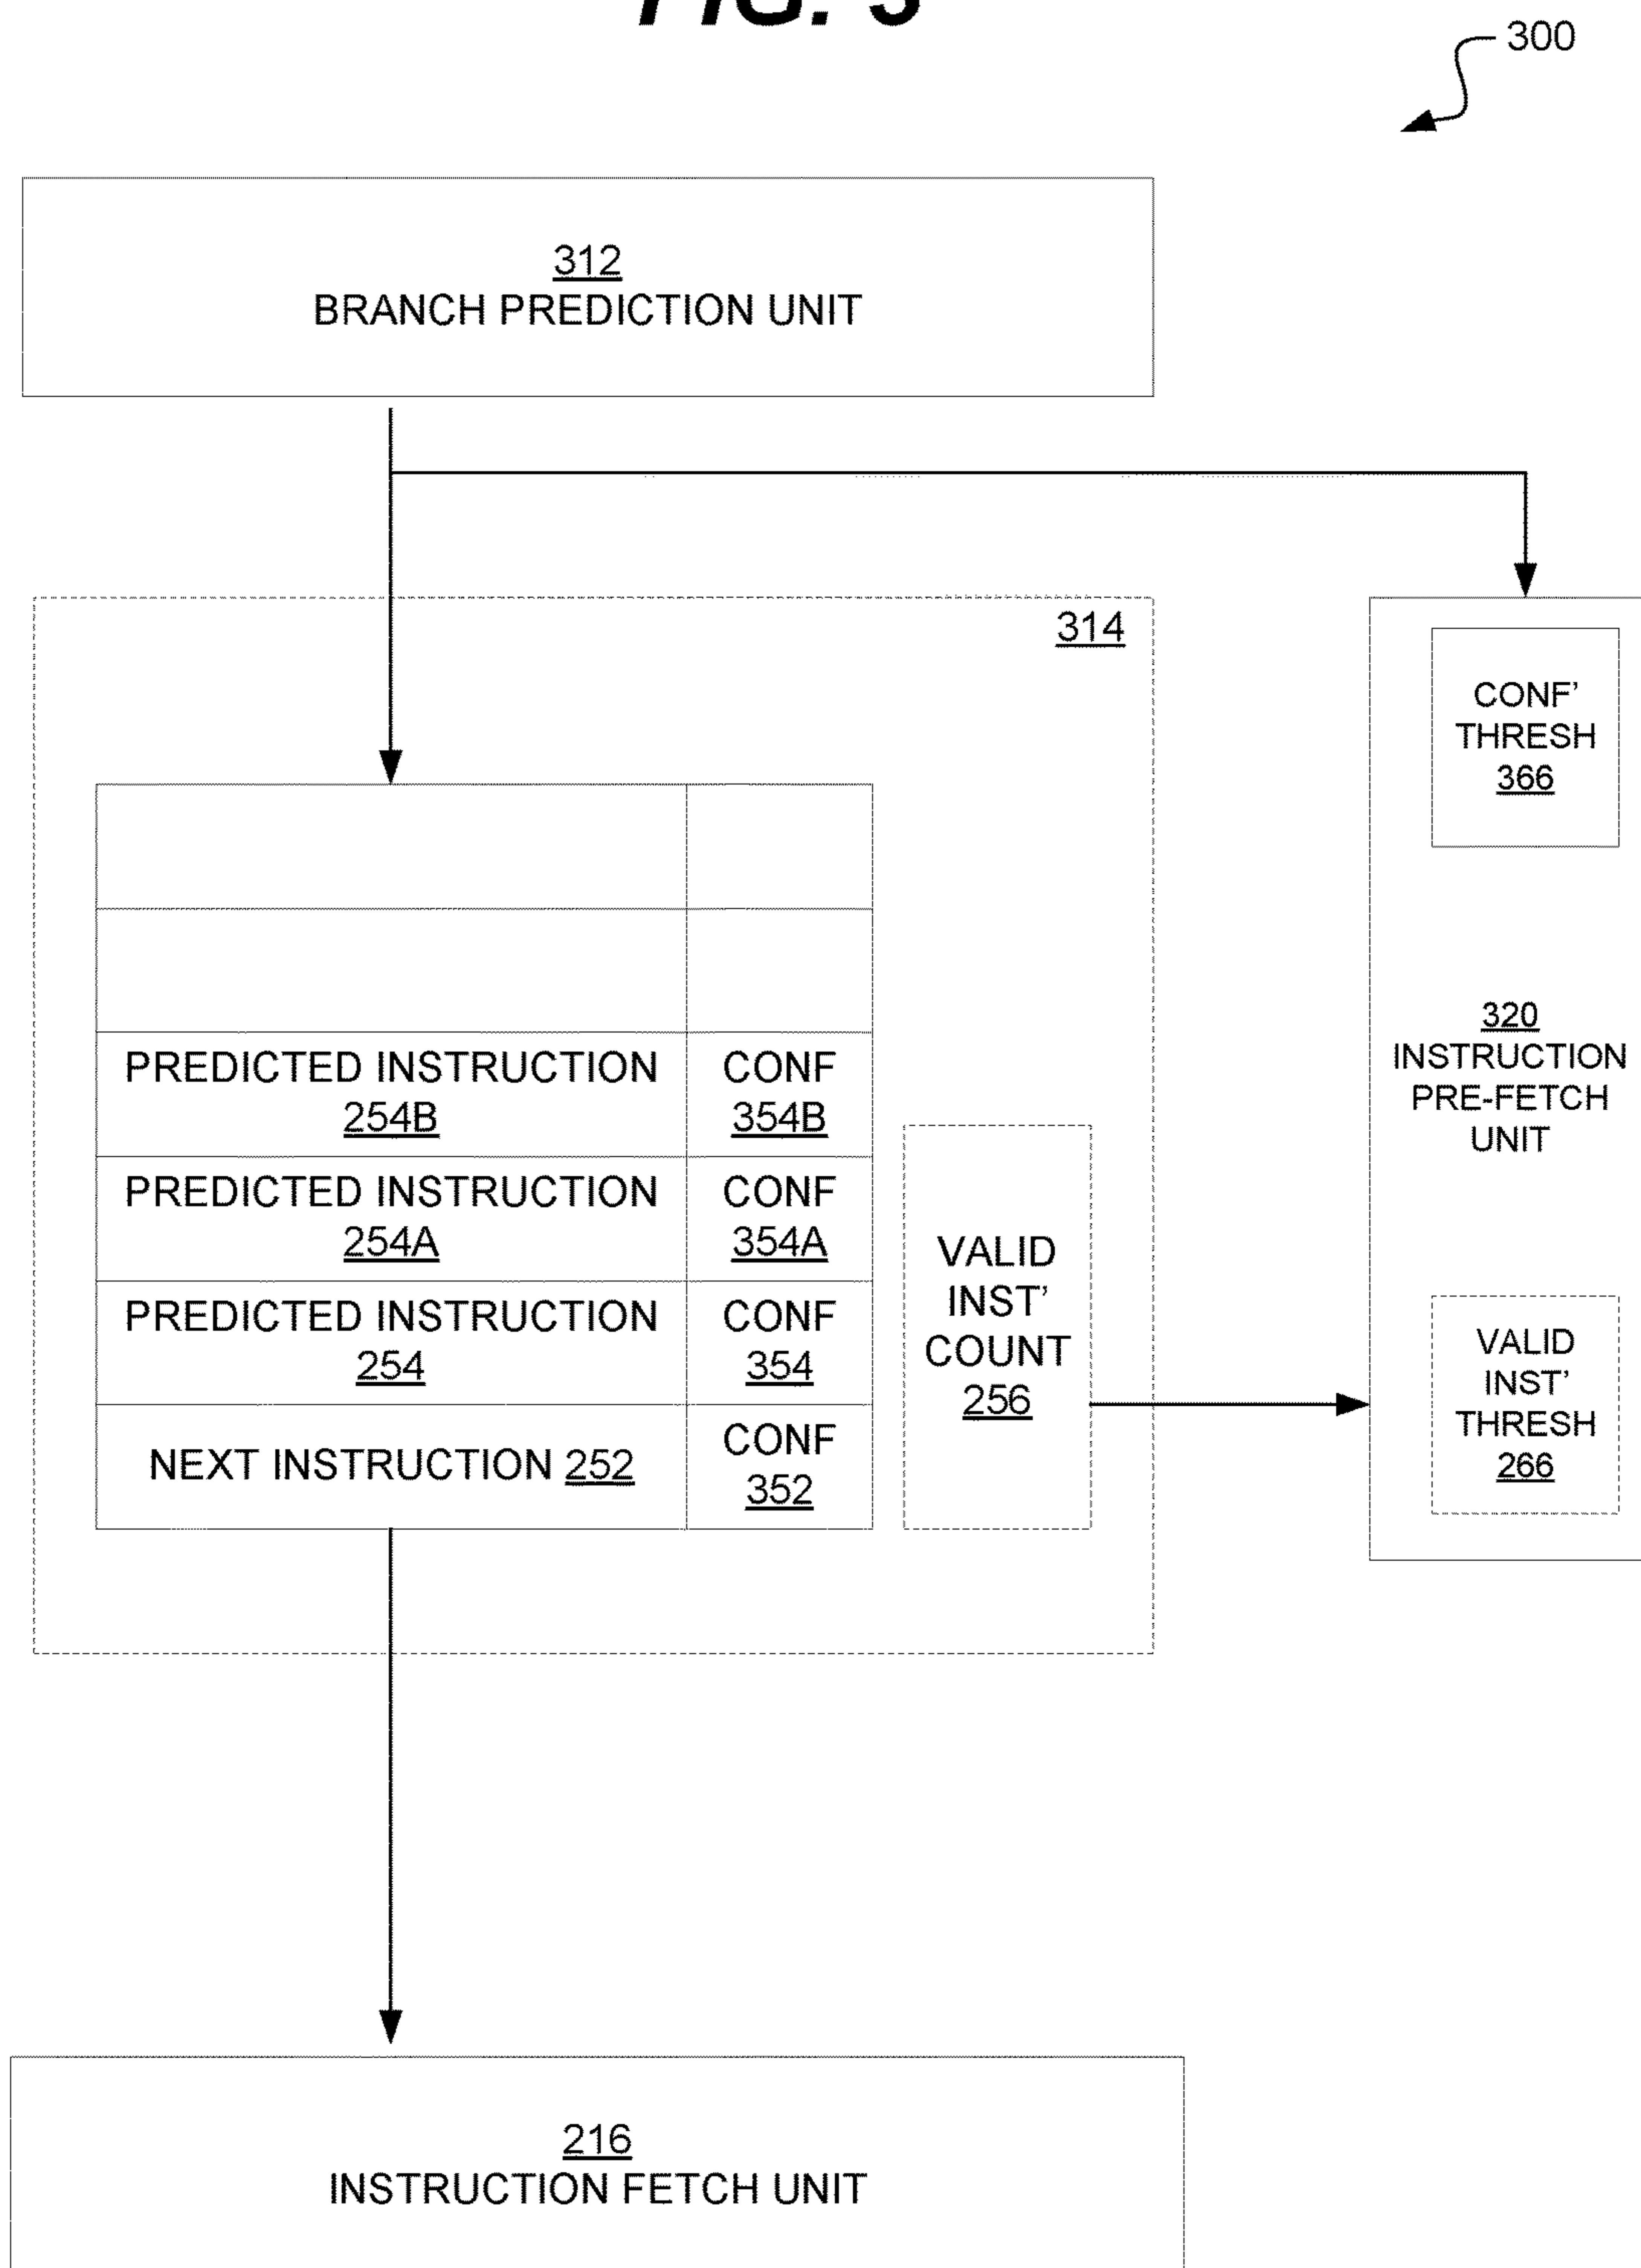 FIG. 3
300
312
BRANCH PREDICTION UNIT
314
CONF'
THRESH
366
320
INSTRUCTION
PRE-FETCH
UNIT
PREDICTED INSTRUCTION
254B
CONF
354B
PREDICTED INSTRUCTION
254A
CONF
354A
PREDICTED INSTRUCTION
254
CONF
354
NEXT INSTRUCTION 252
CONF
352
VALID
INST'
COUNT
256
VALID
INST'
THRESH
266
216
INSTRUCTION FETCH UNIT